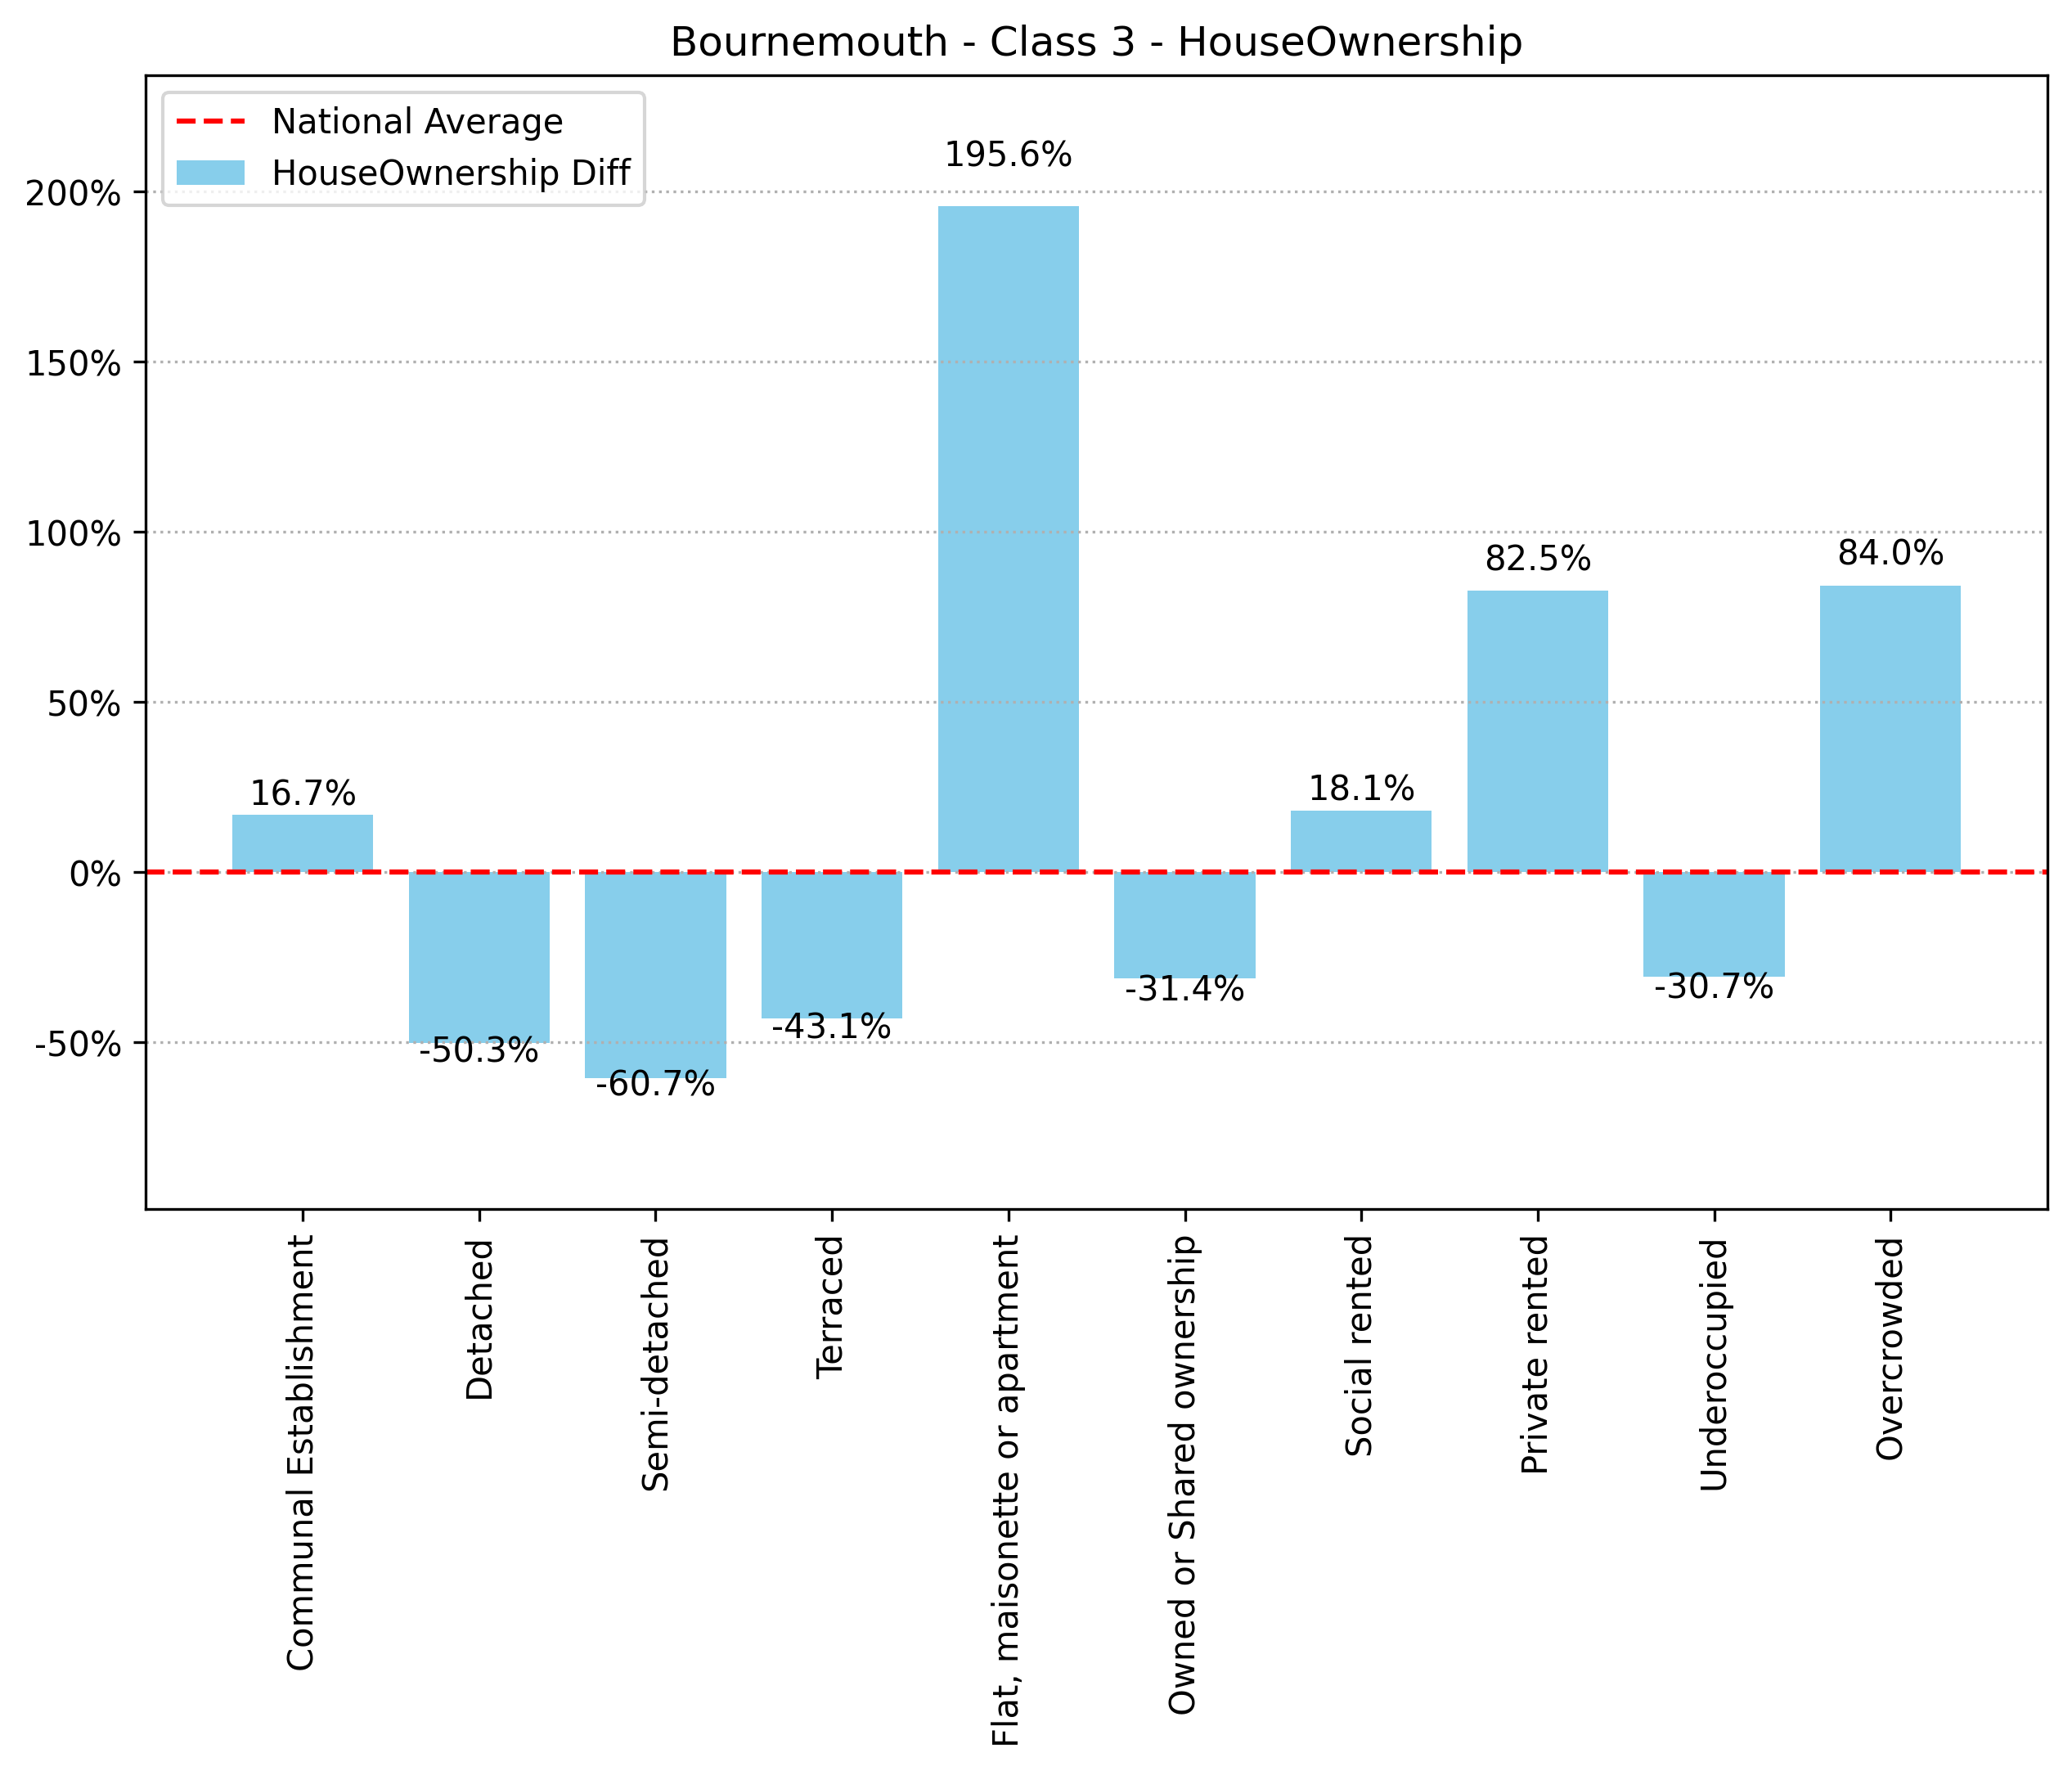 Bournemouth - Class 3 - HouseOwnership
National Average
HouseOwnership Diff
200%
150%
100%
50%
0%
-50%
16.7%
-50.3%
-60.7%
-43.1%
195.6%
-31.4%
18.1%
82.5%
-30.7%
84.0%
Communal Establishment
Detached
Semi-detached
Terraced
Flat, maisonette or apartment
Owned or Shared ownership
Social rented
Private rented
Underoccupied
Overcrowded